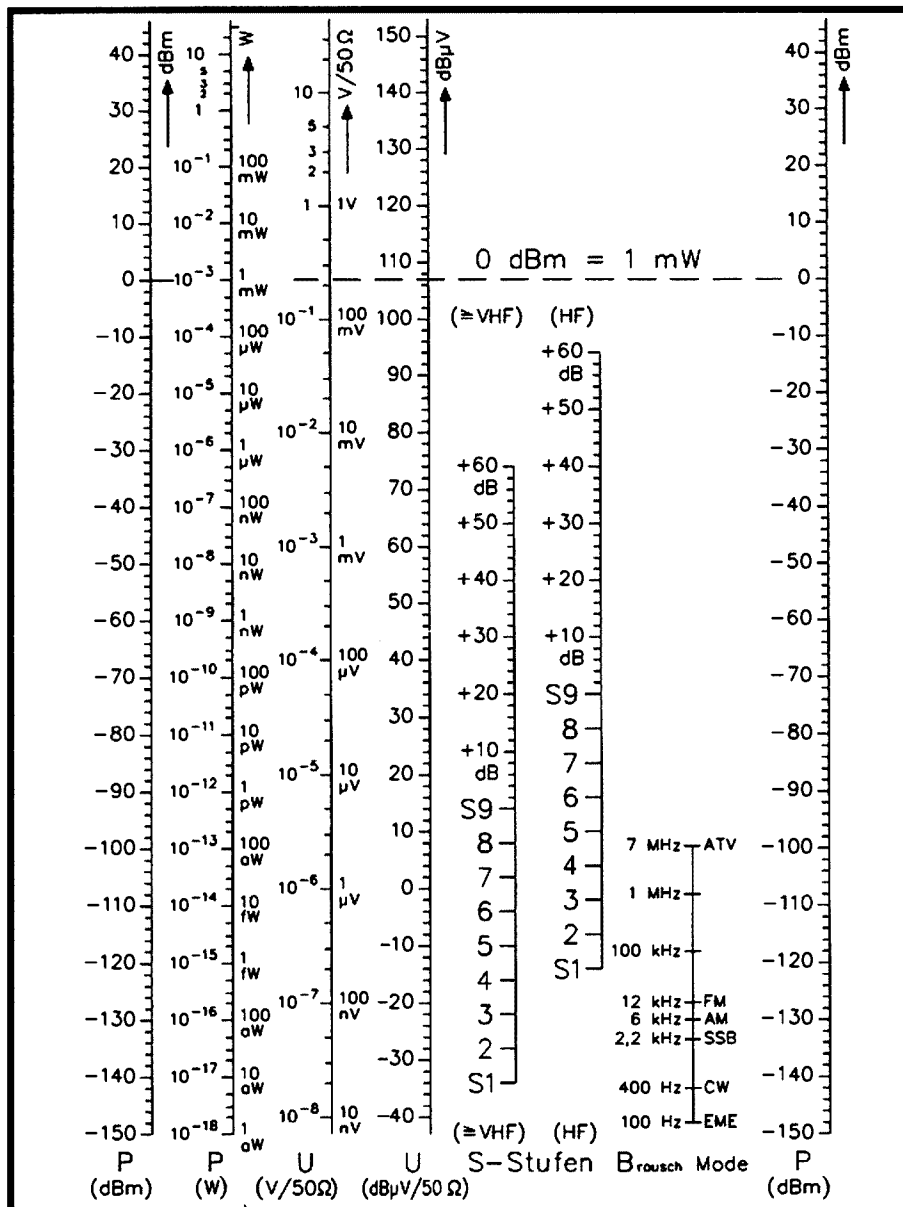 dBm
40
30
20
10
0
-10
-20
-30
-40
-50
-60
-70
-80
-90
-100
-110
-120
-130
-140
-150
P
(dBm)
W
10
5
3
2
1
10⁻¹
10⁻²
10⁻³
10⁻⁴
10⁻⁵
10⁻⁶
10⁻⁷
10⁻⁸
10⁻⁹
10⁻¹⁰
10⁻¹¹
10⁻¹²
10⁻¹³
10⁻¹⁴
10⁻¹⁵
10⁻¹⁶
10⁻¹⁷
10⁻¹⁸
100
mW
10
mW
1
mW
100
µW
10
µW
1
µW
100
nW
10
nW
1
nW
100
pW
10
pW
1
pW
100
aW
10
fW
1
fW
100
aW
10
aW
1
aW
P
(W)
V/50Ω
10
5
3
2
1
10⁻¹
10⁻²
10⁻³
10⁻⁴
10⁻⁵
10⁻⁶
10⁻⁷
10⁻⁸
1V
100
mV
10
mV
1
mV
100
µV
10
µV
1
µV
100
nV
10
nV
U
(V/50Ω)
dBµV
150
140
130
120
110
100
90
80
70
60
50
40
30
20
10
0
-10
-20
-30
-40
U
(dBµV/50 Ω)
0 dBm = 1 mW
(≧VHF)
+60
dB
+50
+40
+30
+20
+10
dB
S9
8
7
6
5
4
3
2
S1
(≧VHF)
(HF)
+60
dB
+50
+40
+30
+20
+10
dB
S9
8
7
6
5
4
3
2
S1
(HF)
S-Stufen
7 MHz ATV
1 MHz
100 kHz
12 kHz FM
6 kHz AM
2,2 kHz SSB
400 Hz CW
100 Hz EME
Brausch Mode
dBm
40
30
20
10
0
-10
-20
-30
-40
-50
-60
-70
-80
-90
-100
-110
-120
-130
-140
-150
P
(dBm)